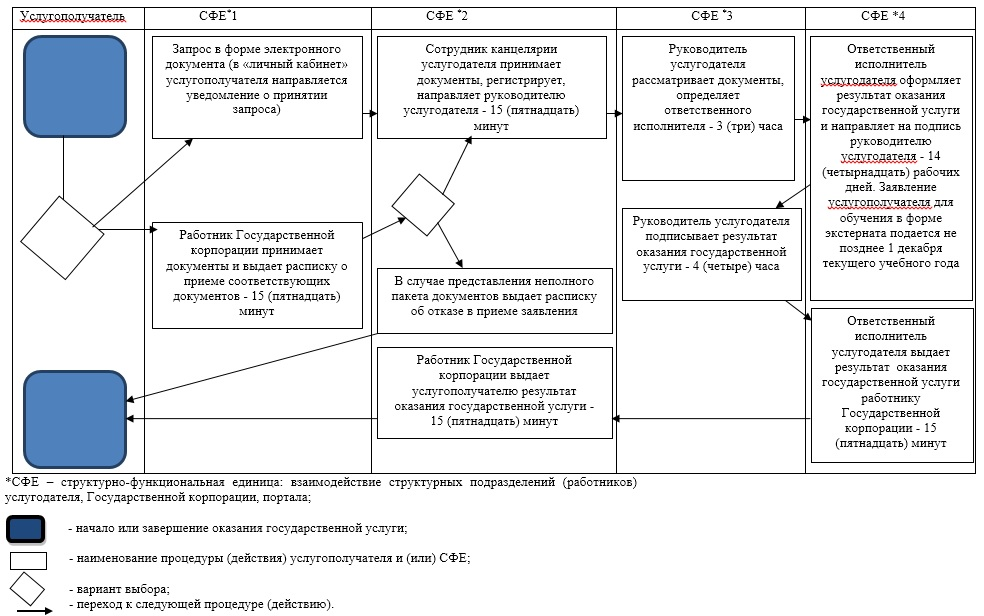 Услугополучатель
СФЕ*1
СФЕ *2
СФЕ *3
СФЕ *4
Запрос в форме электронного
документа (в «личный кабинет»
услугополучателя направляется
уведомление о принятии
запроса)
Сотрудник канцелярии
услугодателя принимает
документы, регистрирует,
направляет руководителю
услугодателя - 15 (пятнадцать)
минут
Руководитель
услугодателя
рассматривает документы,
определяет
ответственного
исполнителя - 3 (три) часа
Ответственный
исполнитель
услугодателя оформляет
результат оказания
государственной услуги
и направляет на подпись
руководителю
услугодателя - 14
(четырнадцать) рабочих
дней. Заявление
услугополучателя для
обучения в форме
экстерната подается не
позднее 1 декабря
текущего учебного года
Работник Государственной
корпорации принимает
документы и выдает расписку о
приеме соответствующих
документов - 15 (пятнадцать)
минут
Руководитель услугодателя
подписывает результат
оказания государственной
услуги - 4 (четыре) часа
В случае представления неполного
пакета документов выдает расписку
об отказе в приеме заявления
Ответственный
исполнитель
услугодателя выдает
результат оказания
государственной услуги
работнику
Государственной
корпорации - 15
(пятнадцать) минут
Работник Государственной
корпорации выдает
услугополучателю результат
оказания государственной услуги -
15 (пятнадцать) минут
*СФЕ – структурно-функциональная единица: взаимодействие структурных подразделений (работников)
услугодателя, Государственной корпорации, портала;
- начало или завершение оказания государственной услуги;
- наименование процедуры (действия) услугополучателя и (или) СФЕ;
- вариант выбора;
- переход к следующей процедуре (действию).